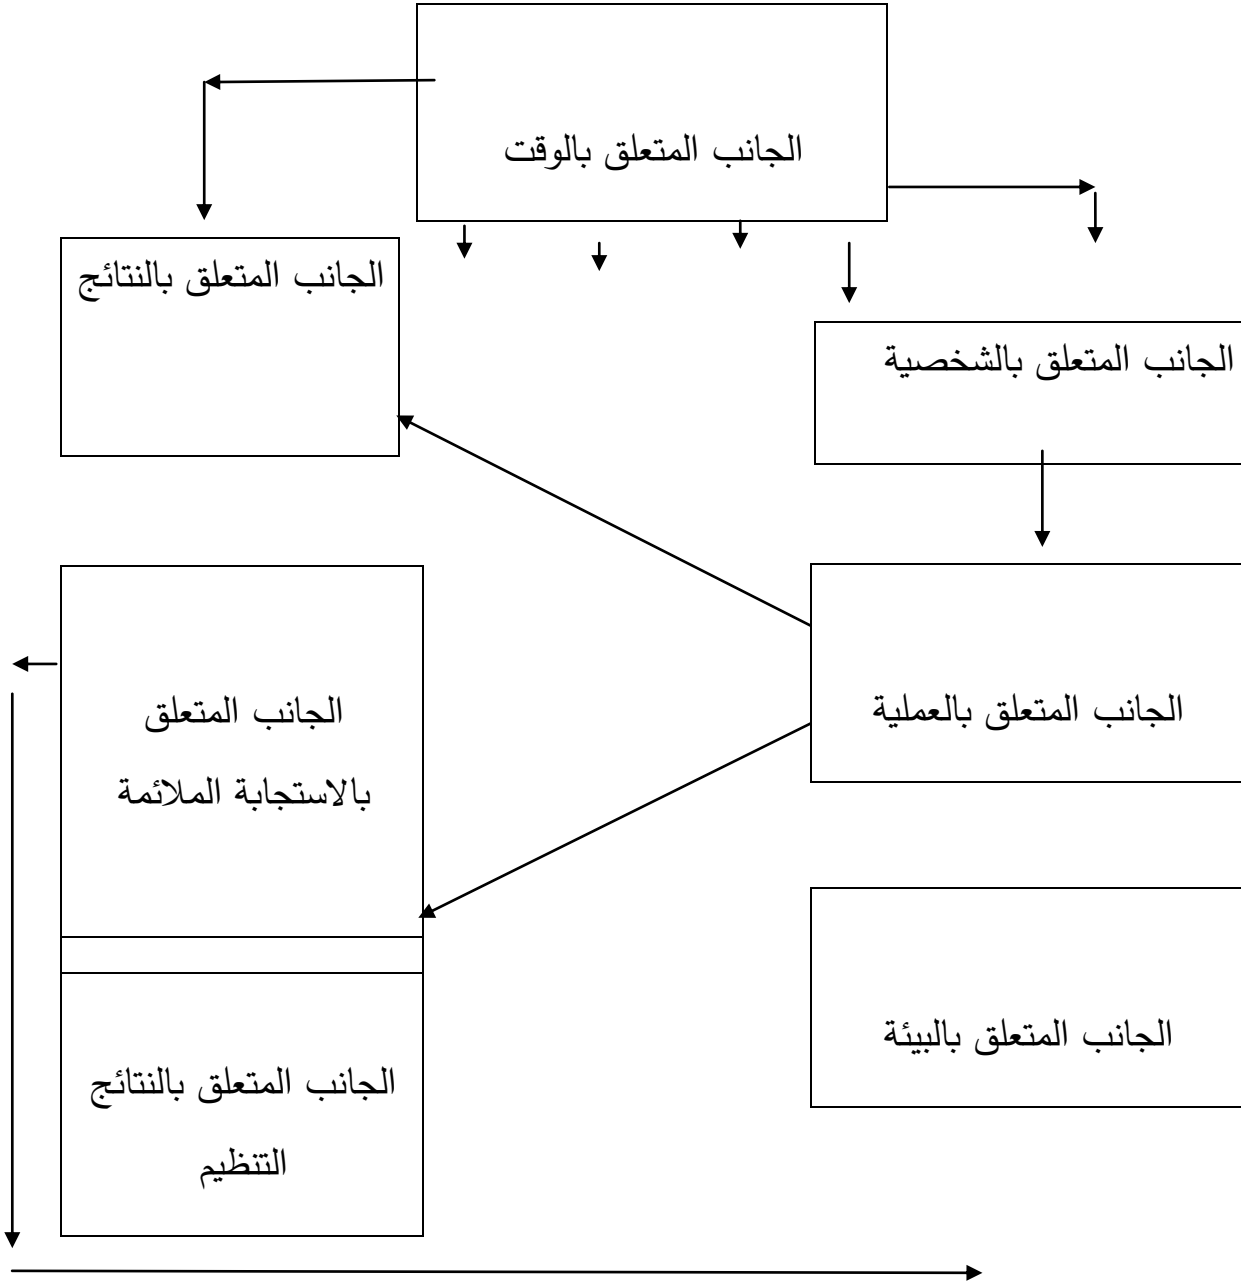 الجانب المتعلق بالوقت
الجانب المتعلق بالنتائج
الجانب المتعلق بالشخصية
الجانب المتعلق بالعملية
الجانب المتعلق
بالاستجابة الملائمة
الجانب المتعلق بالبيئة
الجانب المتعلق بالنتائج
التنظيم